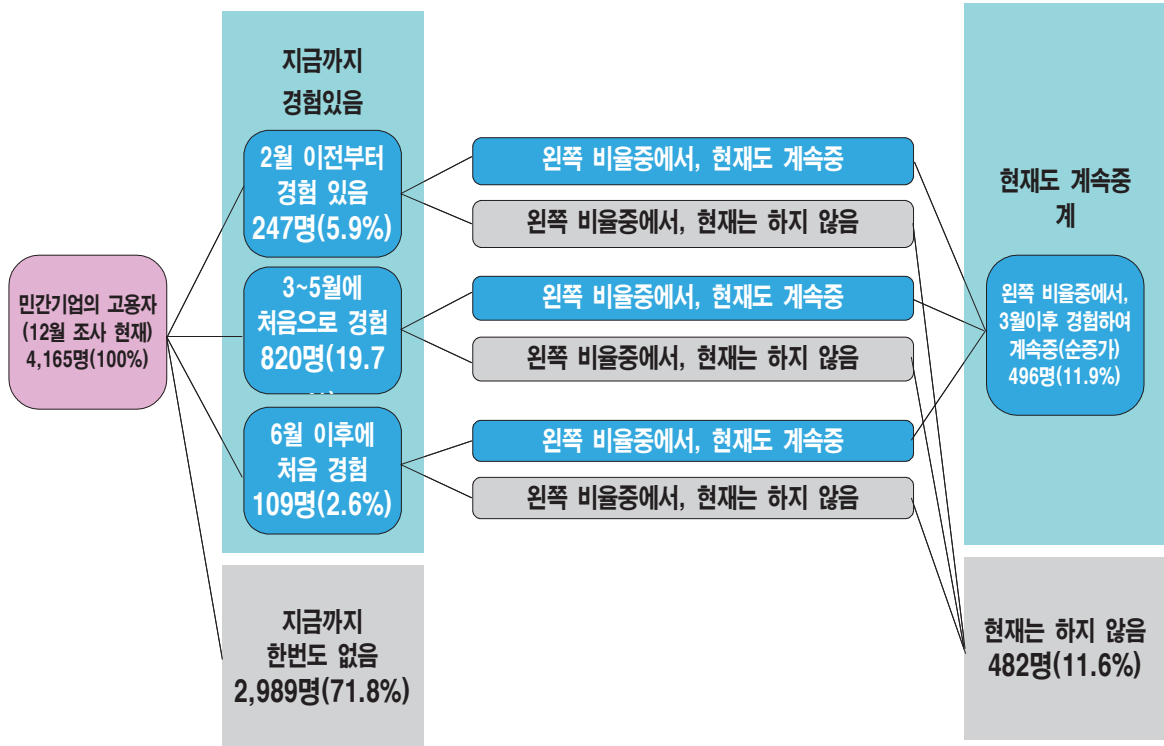 지금까지
경험있음
2월 이전부터
경험 있음
247명(5.9%)
3~5월에
처음으로 경험
820명(19.7
6월 이후에
처음 경험
109명(2.6%)
지금까지
한번도 없음
2,989명(71.8%)
민간기업의 고용자
(12월 조사 현재)
4,165명(100%)
왼쪽 비율중에서, 현재도 계속중
왼쪽 비율중에서, 현재는 하지 않음
왼쪽 비율중에서, 현재도 계속중
왼쪽 비율중에서, 현재는 하지 않음
왼쪽 비율중에서, 현재도 계속중
왼쪽 비율중에서, 현재는 하지 않음
현재도 계속중
계
왼쪽 비율중에서,
3월이후 경험하여
계속중(순증가)
496명(11.9%)
현재는 하지 않음
482명(11.6%)